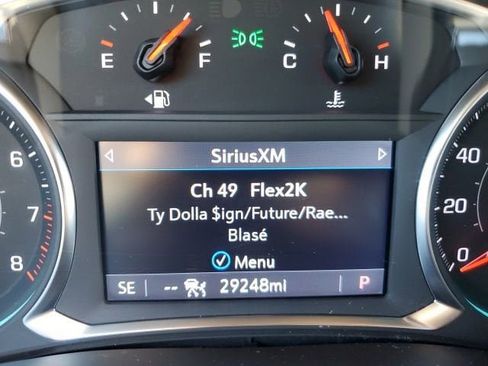 E F C H
SiriusXM
Ch 49 Flex2K
Ty Dolla $ign/Future/Rae...
Blasé
Menu
SE -- 29248mi P
6
7
8
40
20
0